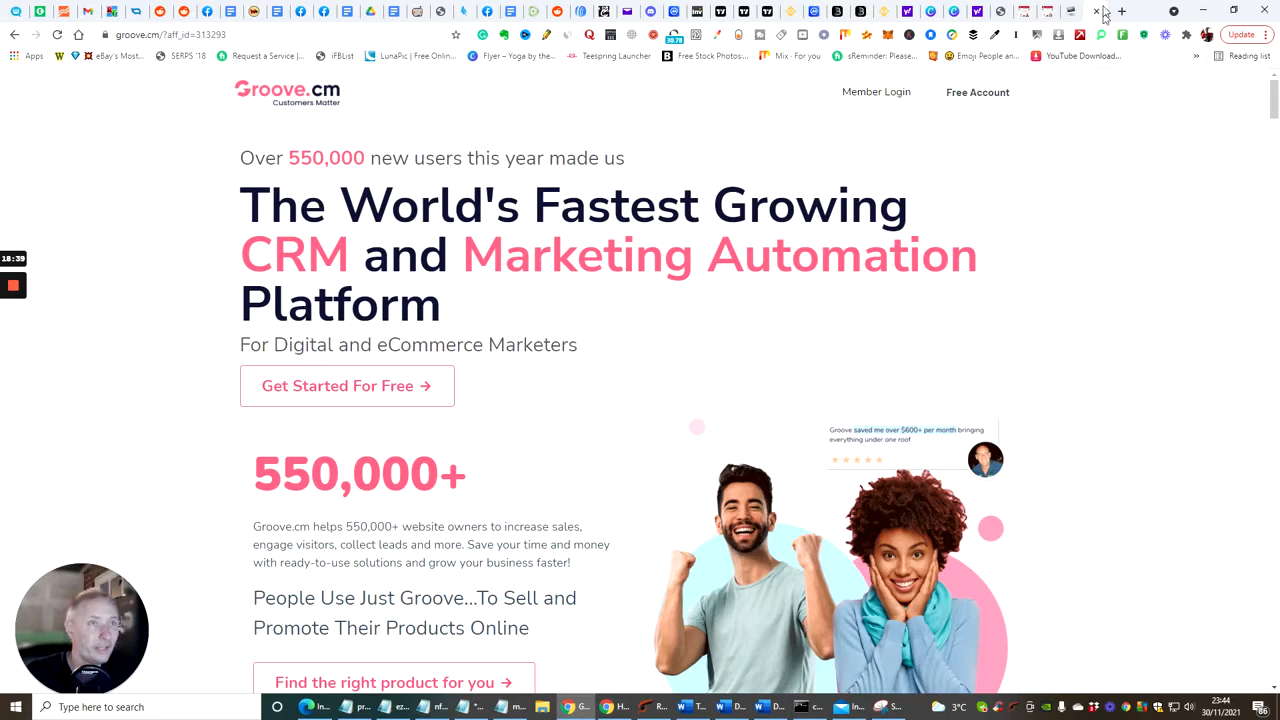 groove.cm/?aff_id=313293
Update
30.78
Apps
eBay's Most...
SERPS '18
Request a Service |...
iFBList
LunaPic | Free Onlin...
Flyer – Yoga by the...
Teespring Launcher
Free Stock Photos:...
Mix · For you
sReminder: Please...
Emoji People an...
YouTube Download...
»
Reading list
Groove.cm
Customers Matter
Member Login
Free Account
Over 550,000 new users this year made us
The World's Fastest Growing
CRM and Marketing Automation
Platform
For Digital and eCommerce Marketers
Get Started For Free →
18:39
Groove saved me over $600+ per month bringing
everything under one roof
550,000+
Groove.cm helps 550,000+ website owners to increase sales,
engage visitors, collect leads and more. Save your time and money
with ready-to-use solutions and grow your business faster!
People Use Just Groove...To Sell and
Promote Their Products Online
Find the right product for you →
Type here to search
In...
*n...
pr...
ez...
nf...
*...
m...
G...
H...
R...
W...
D...
c...
In...
S...
3°C
23:44
30/11/2021